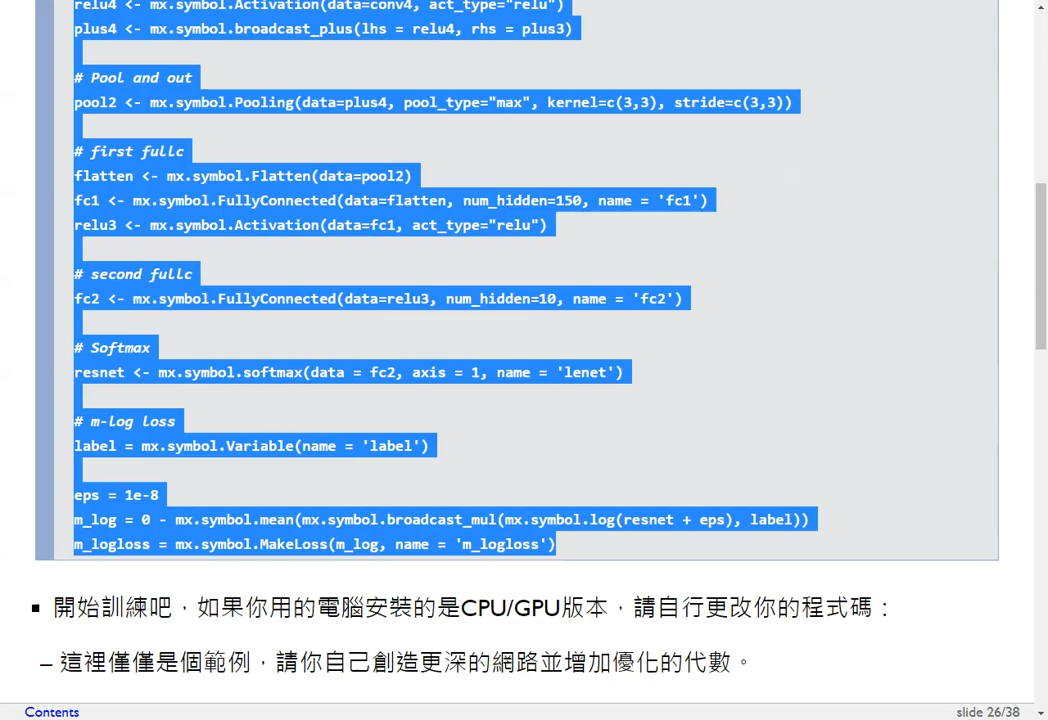 relu4 <- mx.symbol.Activation(data=conv4, act_type="relu")
plus4 <- mx.symbol.broadcast_plus(lhs = relu4, rhs = plus3)
# Pool and out
pool2 <- mx.symbol.Pooling(data=plus4, pool_type="max", kernel=c(3,3), stride=c(3,3))
# first fullc
flatten <- mx.symbol.Flatten(data=pool2)
fc1 <- mx.symbol.FullyConnected(data=flatten, num_hidden=150, name = 'fc1')
relu3 <- mx.symbol.Activation(data=fc1, act_type="relu")
# second fullc
fc2 <- mx.symbol.FullyConnected(data=relu3, num_hidden=10, name = 'fc2')
# Softmax
resnet <- mx.symbol.softmax(data = fc2, axis = 1, name = 'lenet')
# m-log loss
label = mx.symbol.Variable(name = 'label')
eps = 1e-8
m_log = 0 - mx.symbol.mean(mx.symbol.broadcast_mul(mx.symbol.log(resnet + eps), label))
m_logloss = mx.symbol.MakeLoss(m_log, name = 'm_logloss')
▪ 開始訓練吧，如果你用的電腦安裝的是CPU/GPU版本，請自行更改你的程式碼：
– 這裡僅僅是個範例，請你自己創造更深的網路並增加優化的代數。
Contents
slide 26/38